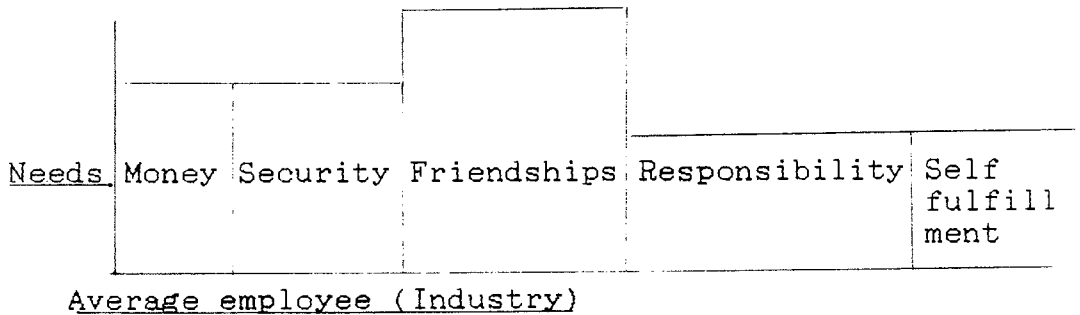 Needs Money Security Friendships Responsibility Self
fulfill
ment
Average employee (Industry)